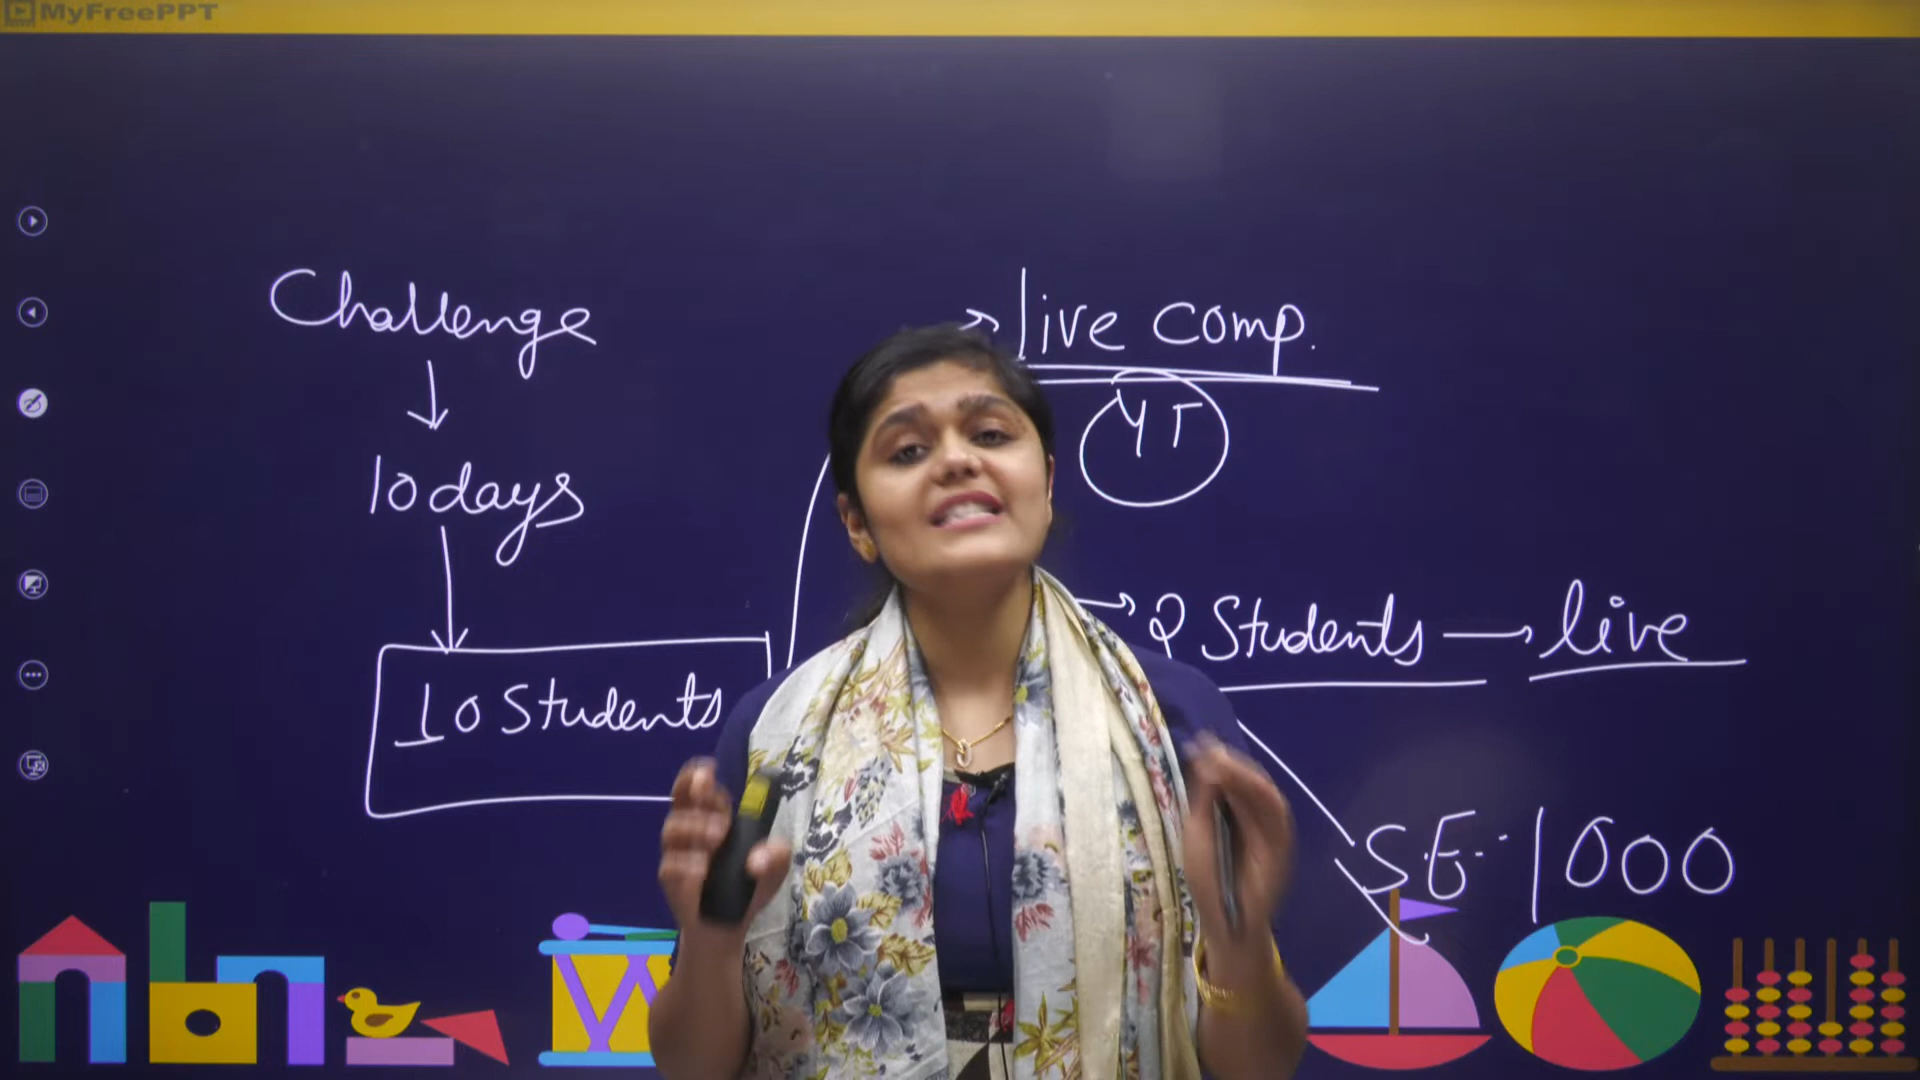 MyFreePPT
Challenge
10 days
10 Students
live comp.
YT
2 Students → live
S.E. 1000